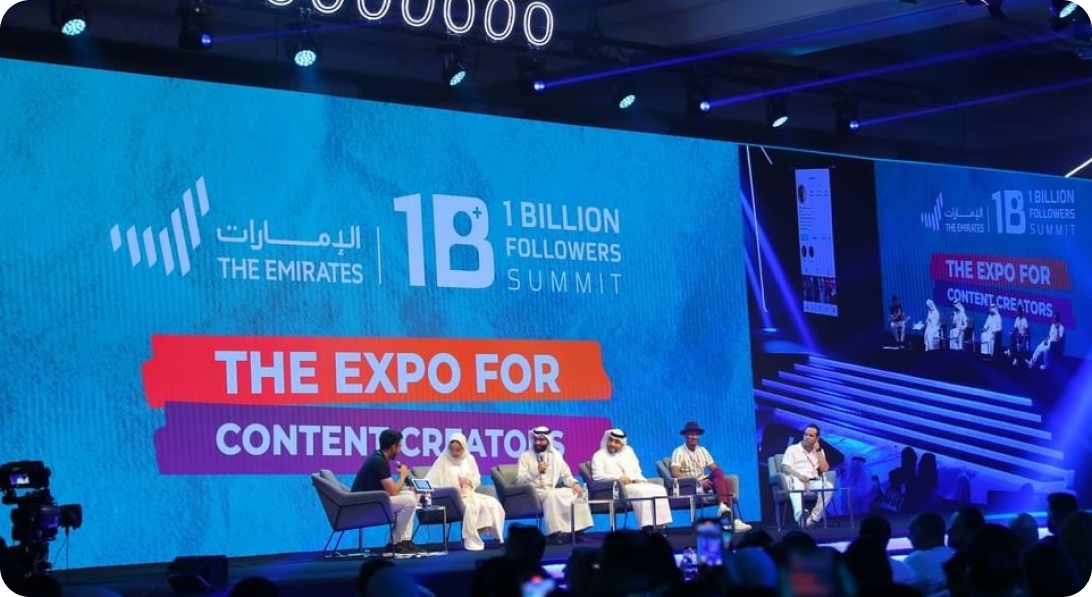 000000
الإمارات
THE EMIRATES
1B+
1 BILLION
FOLLOWERS
SUMMIT
THE EXPO FOR
CONTENT CREATORS
الإمارات
THE EMIRATES
1B+
1 BILLION
FOLLOWERS
SUMMIT
THE EXPO FOR
CONTENT CREATORS